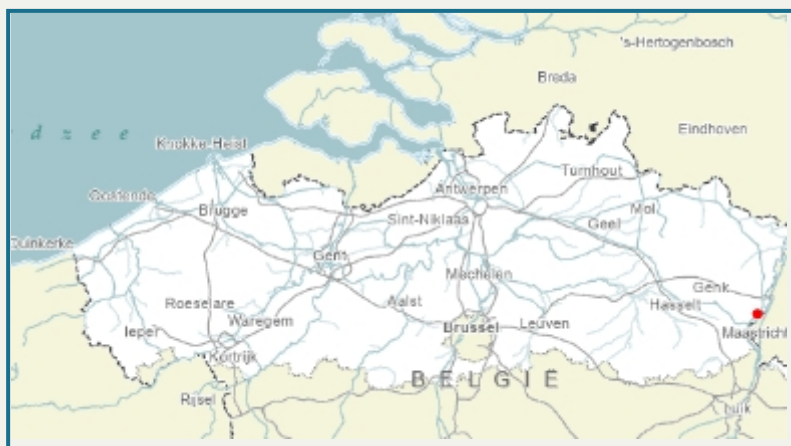 's-Hertogenbosch
Breda
d z e e
Eindhoven
Knokke-Heist
Turnhout
Antwerpen
Oostende
Mol
Brugge
Sint-Niklaas
Geel
Duinkerke
Gent
Mechelen
Genk
Aalst
Hasselt
Roeselare
Waregem
Brussel
Leuven
Ieper
Maastricht
Kortrijk
BELGIË
Rijsel
Luik